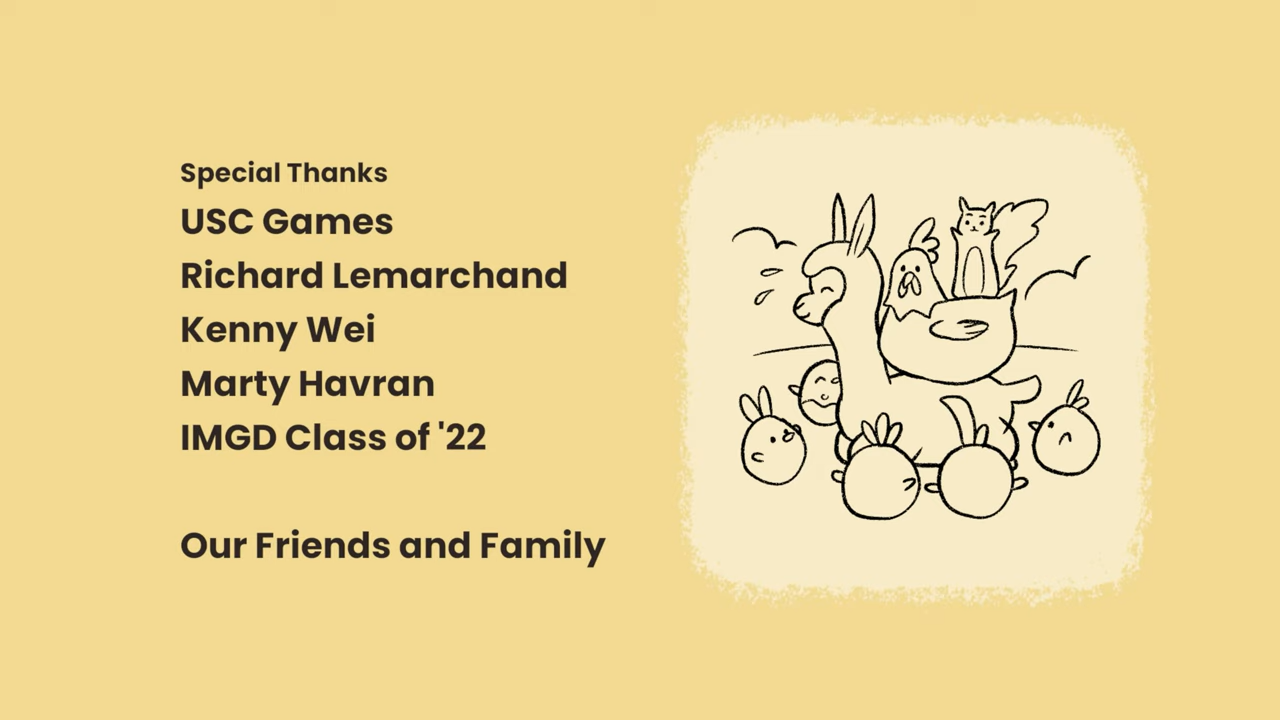 Special Thanks
USC Games
Richard Lemarchand
Kenny Wei
Marty Havran
IMGD Class of '22
Our Friends and Family